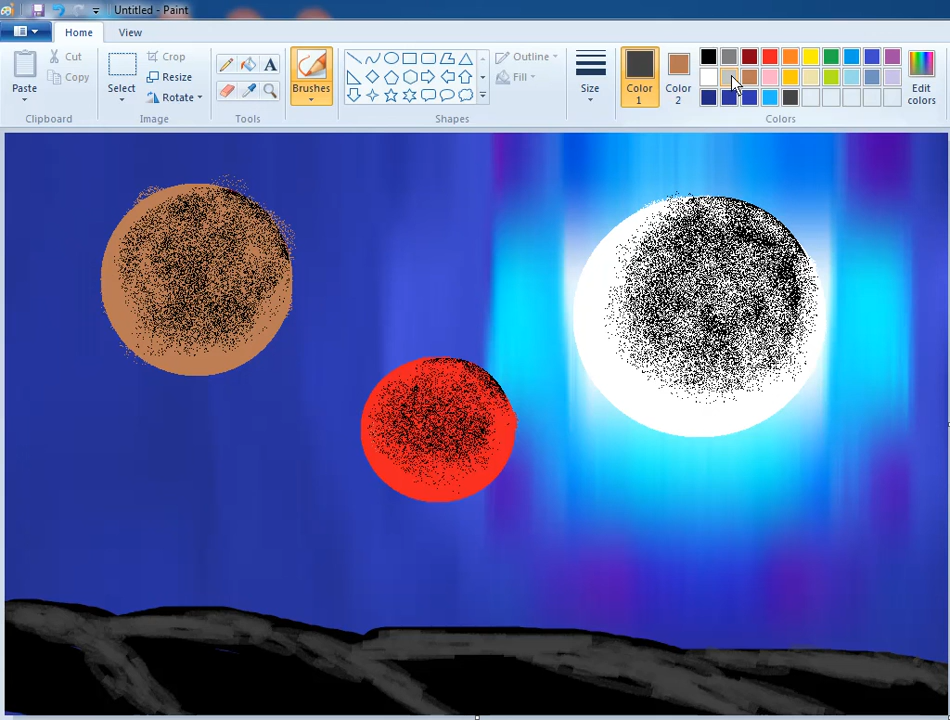 Untitled - Paint
Home View
Paste
Cut
Copy
Clipboard
Select
Crop
Resize
Rotate
Image
Tools
Brushes
Shapes
Outline
Fill
Size
Color 1
Color 2
Edit colors
Colors